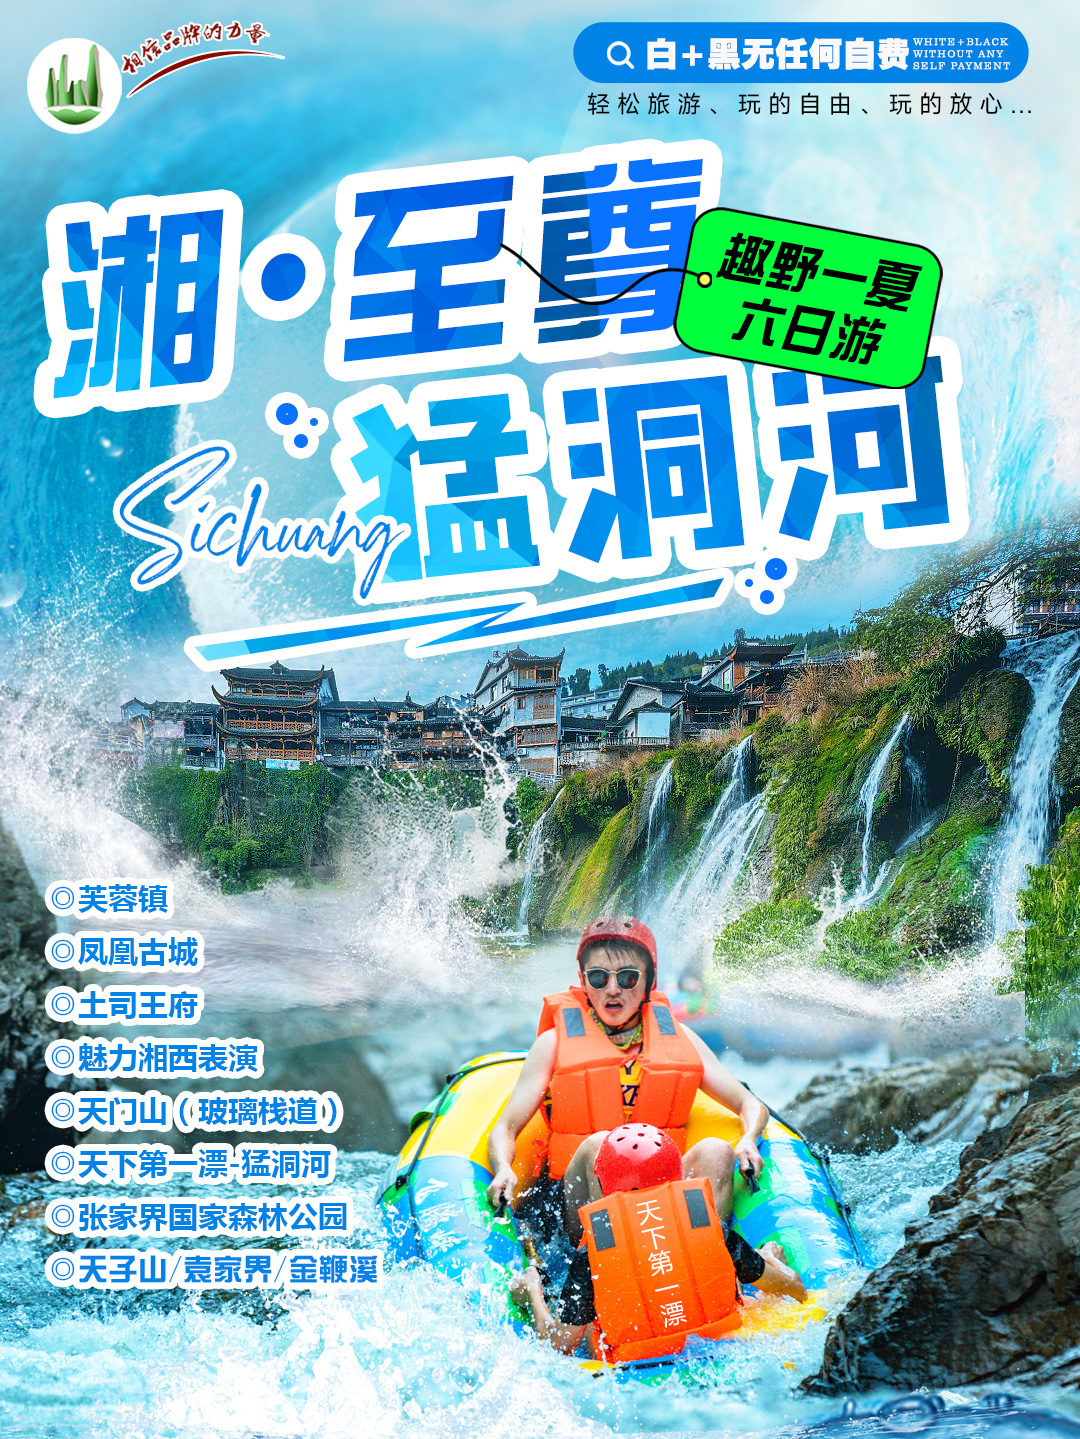 相信品牌的力量
白+黑无任何自费
WHITE+BLACK
WITHOUT ANY
SELF PAYMENT
轻松旅游、玩的自由、玩的放心...
湘·至尊
趣野一夏
六日游
猛洞河
Sichuang
◎芙蓉镇
◎凤凰古城
◎土司王府
◎魅力湘西表演
◎天门山（玻璃栈道）
◎天下第一漂-猛洞河
◎张家界国家森林公园
◎天子山/袁家界/金鞭溪
天下第一漂